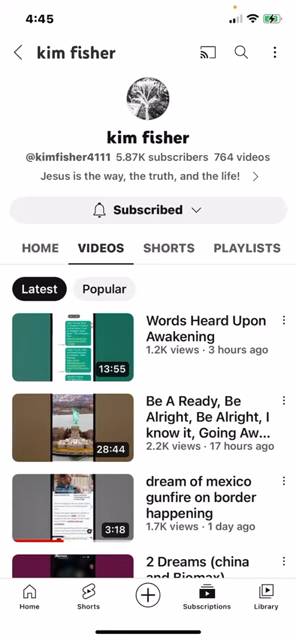 4:45
kim fisher
kim fisher
@kimfisher4111 5.87K subscribers 764 videos
Jesus is the way, the truth, and the life!
Subscribed
HOME VIDEOS SHORTS PLAYLISTS
Latest Popular
Words Heard Upon
Awakening
1.2K views · 3 hours ago
13:55
Be A Ready, Be
Alright, Be Alright, I
know it, Going Aw...
2.2K views · 17 hours ago
28:44
dream of mexico
gunfire on border
happening
1.7K views · 1 day ago
3:18
2 Dreams (china
and Biomax)
Home Shorts Subscriptions Library